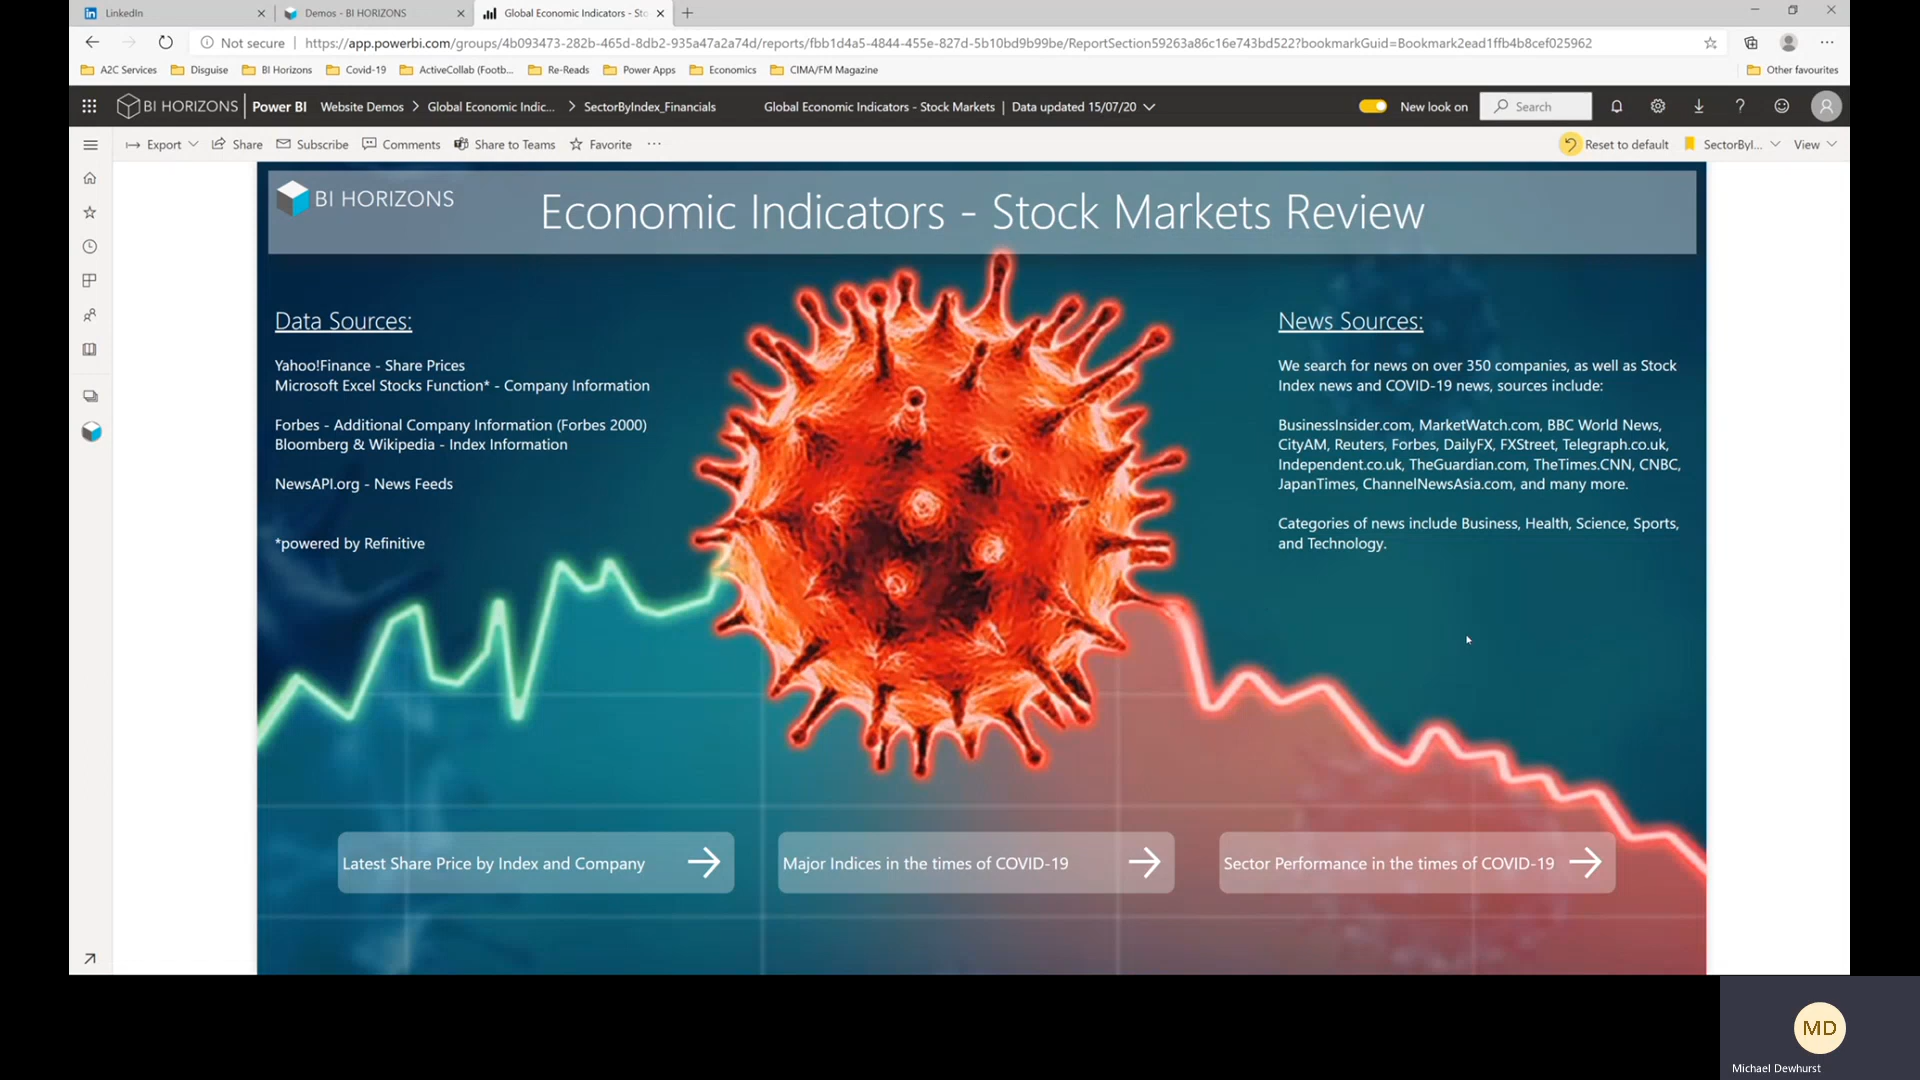 LinkedIn
Demos - BI HORIZONS
Global Economic Indicators - Sto
Not secure
https://app.powerbi.com/groups/4b093473-282b-465d-8db2-935a47a2a74d/reports/fbb1d4a5-4844-455e-827d-5b10bd9b99be/ReportSection59263a86c16e743bd522?bookmarkGuid=Bookmark2ead1ffb4b8cef025962
A2C Services
Disguise
BI Horizons
Covid-19
ActiveCollab (Footb...
Re-Reads
Power Apps
Economics
CIMA/FM Magazine
Other favourites
BI HORIZONS
Power BI
Website Demos
Global Economic Indic...
SectorByIndex_Financials
Global Economic Indicators - Stock Markets | Data updated 15/07/20
New look on
Search
Export
Share
Subscribe
Comments
Share to Teams
Favorite
Reset to default
SectorByI...
View
BI HORIZONS
Economic Indicators - Stock Markets Review
Data Sources:
Yahoo!Finance - Share Prices
Microsoft Excel Stocks Function* - Company Information
Forbes - Additional Company Information (Forbes 2000)
Bloomberg & Wikipedia - Index Information
NewsAPI.org - News Feeds
*powered by Refinitive
News Sources:
We search for news on over 350 companies, as well as Stock
Index news and COVID-19 news, sources include:
BusinessInsider.com, MarketWatch.com, BBC World News,
CityAM, Reuters, Forbes, DailyFX, FXStreet, Telegraph.co.uk,
Independent.co.uk, TheGuardian.com, TheTimes.CNN, CNBC,
JapanTimes, ChannelNewsAsia.com, and many more.
Categories of news include Business, Health, Science, Sports,
and Technology.
Latest Share Price by Index and Company
Major Indices in the times of COVID-19
Sector Performance in the times of COVID-19
MD
Michael Dewhurst